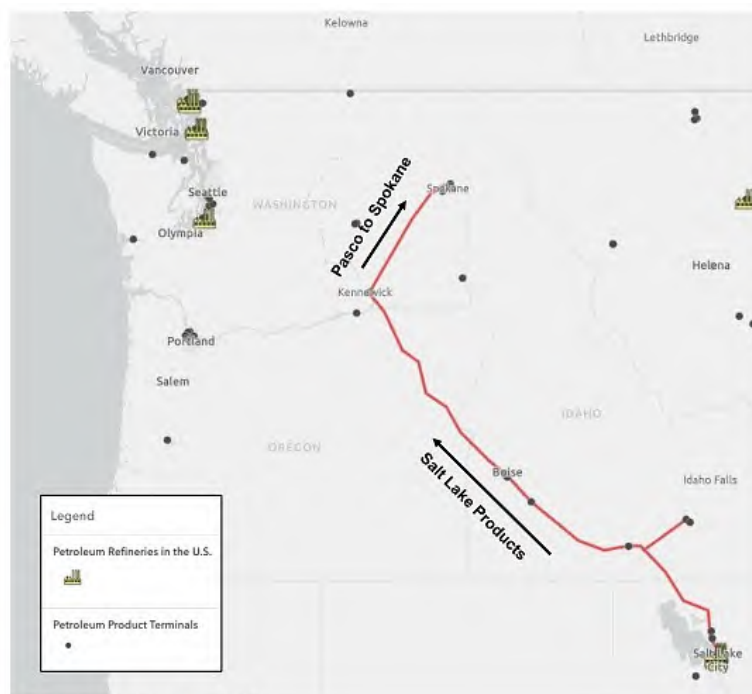 Kelowna
Lethbridge
Vancouver
Victoria
Seattle
WASHINGTON
Spokane
Pasco to Spokane
Olympia
Helena
Kennewick
Portland
Salem
IDAHO
OREGON
Boise
Salt Lake Products
Idaho Falls
Legend
Petroleum Refineries in the U.S.
Petroleum Product Terminals
Salt Lake
City